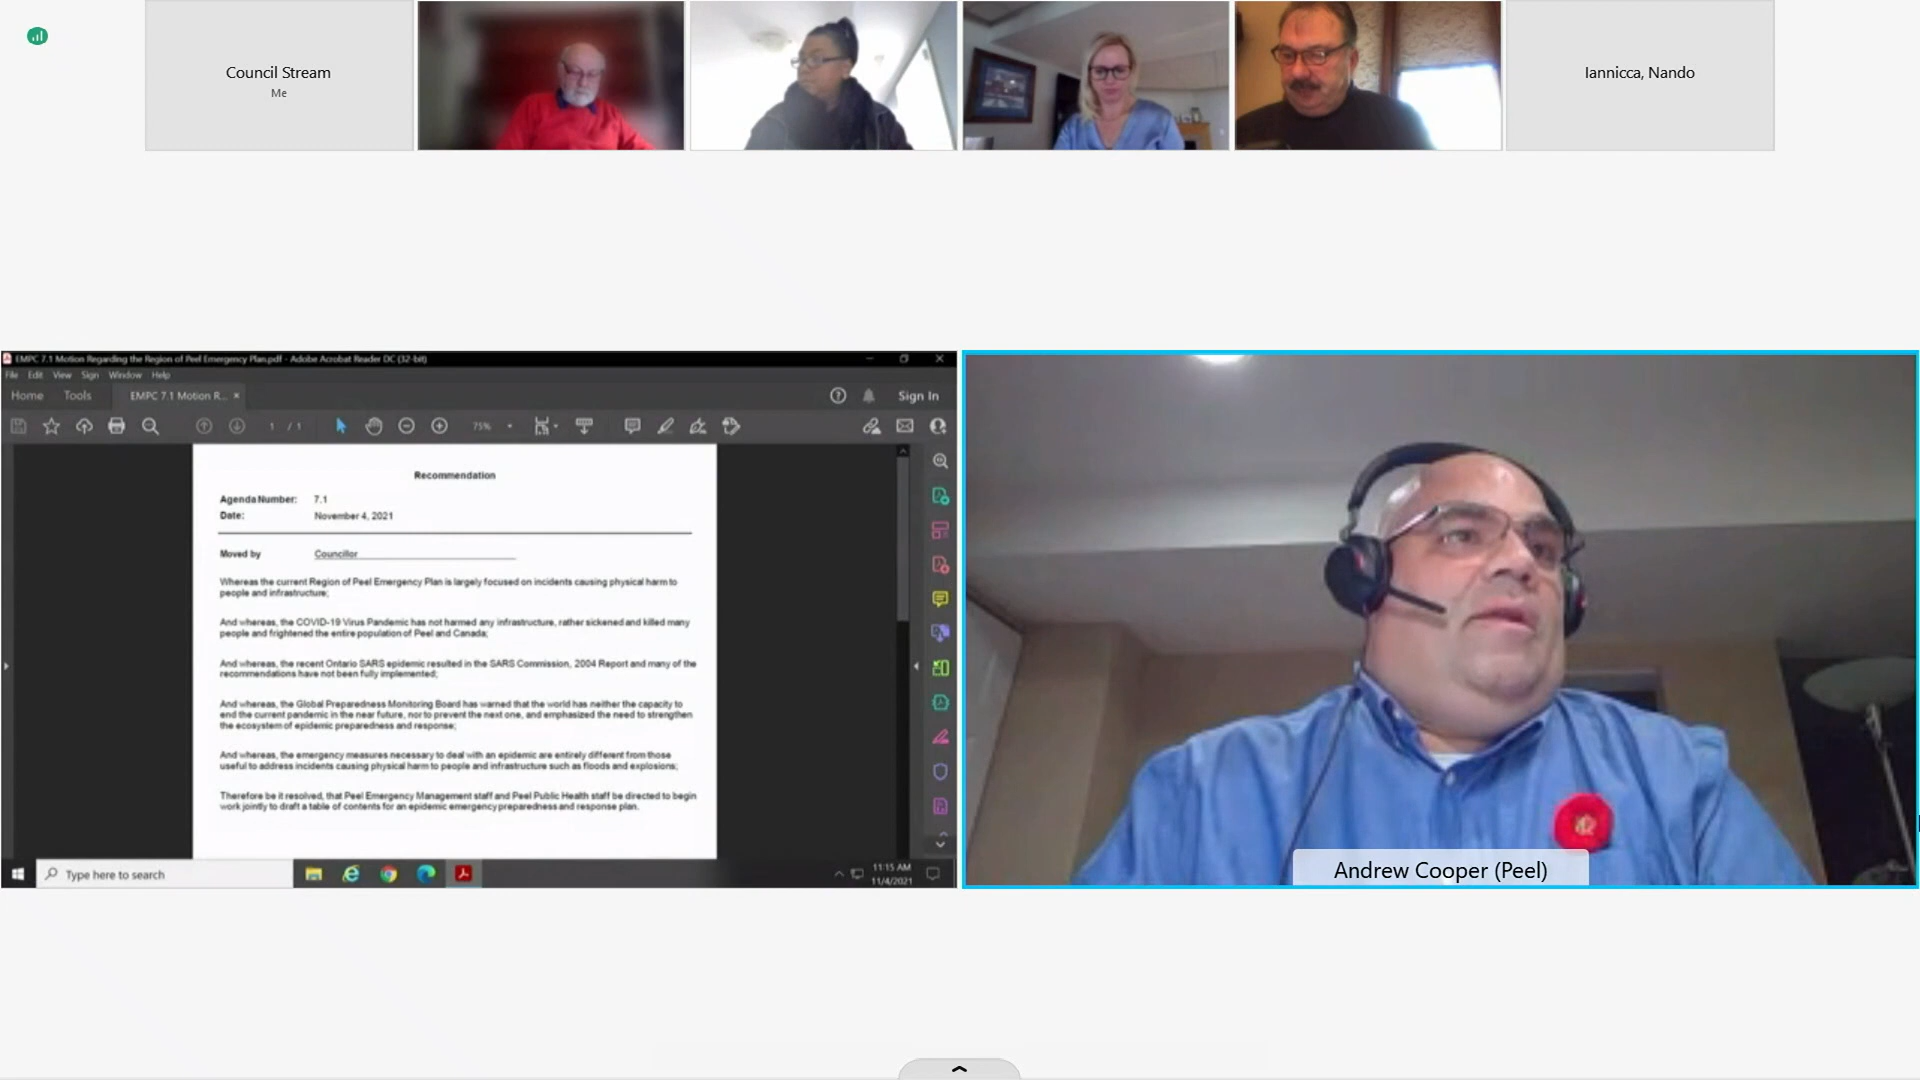 Council Stream
Me
Iannicca, Nando
EMPC 7.1 Motion Regarding the Region of Peel Emergency Plan.pdf - Adobe Acrobat Reader DC (32-bit)
File Edit View Sign Window Help
Home Tools EMPC 7.1 Motion R... × Sign In
1 / 1 75%
Recommendation
Agenda Number: 7.1
Date: November 4, 2021
Moved by Councillor
Whereas the current Region of Peel Emergency Plan is largely focused on incidents causing physical harm to
people and infrastructure;
And whereas, the COVID-19 Virus Pandemic has not harmed any infrastructure, rather sickened and killed many
people and frightened the entire population of Peel and Canada;
And whereas, the recent Ontario SARS epidemic resulted in the SARS Commission, 2004 Report and many of the
recommendations have not been fully implemented;
And whereas, the Global Preparedness Monitoring Board has warned that the world has neither the capacity to
end the current pandemic in the near future, nor to prevent the next one, and emphasized the need to strengthen
the ecosystem of epidemic preparedness and response;
And whereas, the emergency measures necessary to deal with an epidemic are entirely different from those
useful to address incidents causing physical harm to people and infrastructure such as floods and explosions;
Therefore be it resolved, that Peel Emergency Management staff and Peel Public Health staff be directed to begin
work jointly to draft a table of contents for an epidemic emergency preparedness and response plan.
Type here to search
11:15 AM
11/4/2021
Andrew Cooper (Peel)